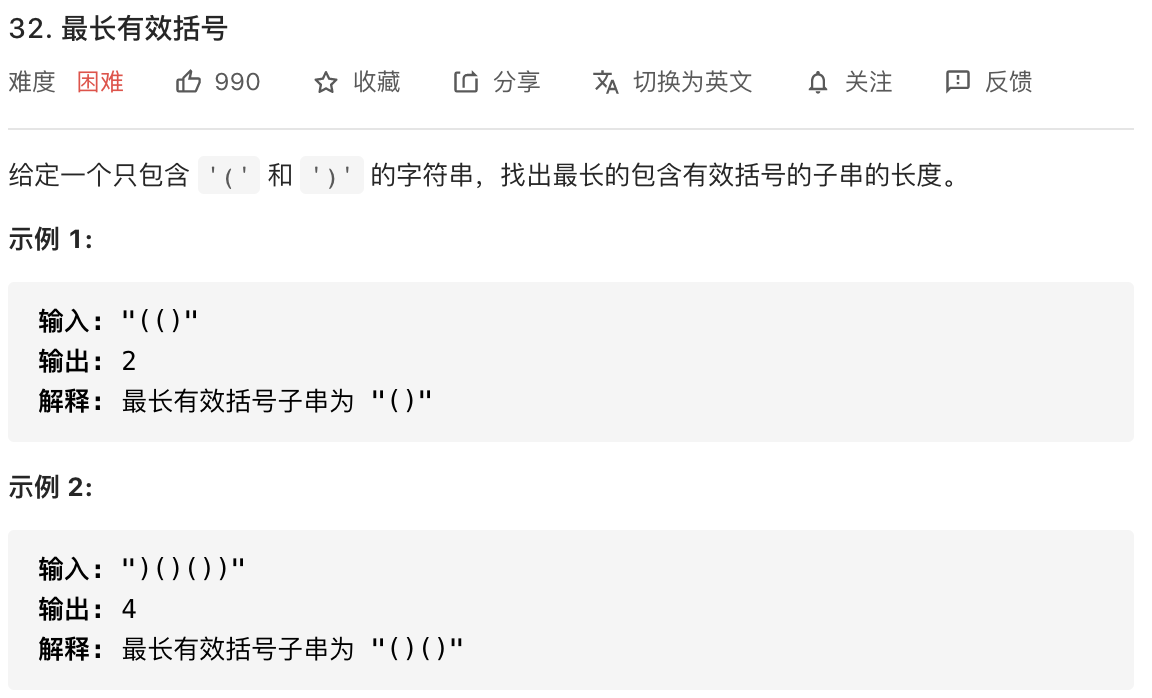 32. 最长有效括号
难度 困难 990 收藏 分享 切换为英文 关注 反馈
给定一个只包含 '(' 和 ')' 的字符串，找出最长的包含有效括号的子串的长度。
示例 1:
输入: "(()"
输出: 2
解释: 最长有效括号子串为 "()"
示例 2:
输入: ")()())"
输出: 4
解释: 最长有效括号子串为 "()()"